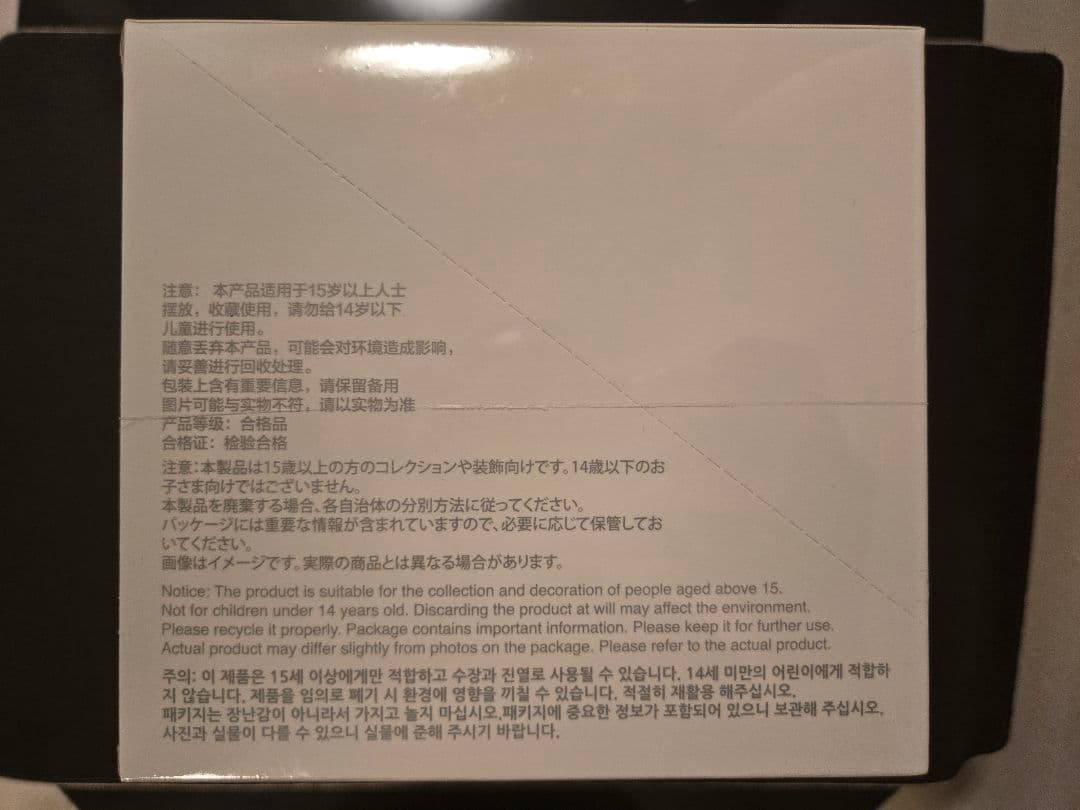 注意： 本产品适用于15岁以上人士
摆放，收藏使用，请勿给14岁以下
儿童进行使用。
随意丢弃本产品，可能会对环境造成影响，
请妥善进行回收处理。
包装上含有重要信息，请保留备用
图片可能与实物不符，请以实物为准
产品等级：合格品
合格证：检验合格
注意：本製品は15歳以上の方のコレクションや装飾向けです。14歳以下のお
子さま向けではございません。
本製品を廃棄する場合、各自治体の分別方法に従ってください。
パッケージには重要な情報が含まれていますので、必要に応じて保管してお
いてください。
画像はイメージです。実際の商品とは異なる場合があります。
Notice: The product is suitable for the collection and decoration of people aged above 15.
Not for children under 14 years old. Discarding the product at will may affect the environment.
Please recycle it properly. Package contains important information. Please keep it for further use.
Actual product may differ slightly from photos on the package. Please refer to the actual product.
주의: 이 제품은 15세 이상에게만 적합하고 수장과 진열로 사용될 수 있습니다. 14세 미만의 어린이에게 적합하
지 않습니다. 제품을 임의로 폐기 시 환경에 영향을 끼칠 수 있습니다. 적절히 재활용 해주십시오.
패키지는 장난감이 아니라서 가지고 놀지 마십시오.패키지에 중요한 정보가 포함되어 있으니 보관해 주십시오.
사진과 실물이 다를 수 있으니 실물에 준해 주시기 바랍니다.